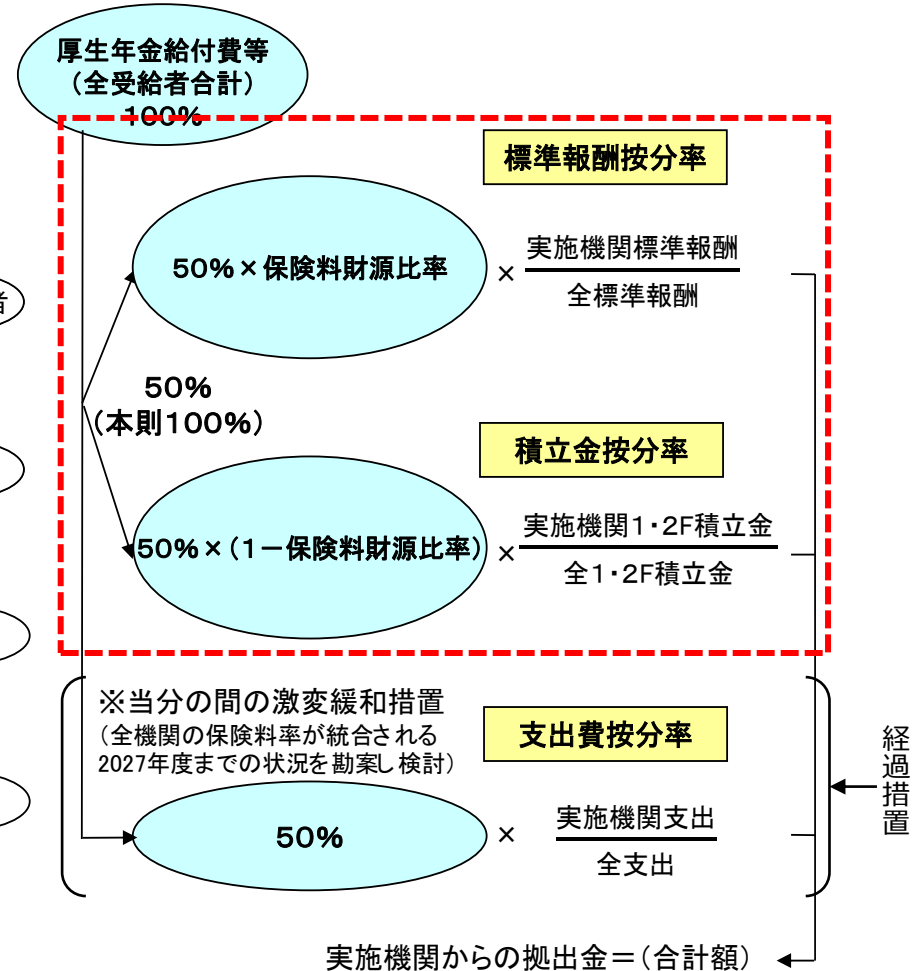 厚生年金給付費等
(全受給者合計)
100%
標準報酬按分率
50%×保険料財源比率
×
実施機関標準報酬
全標準報酬
者
50%
(本則100%)
積立金按分率
50%×(1-保険料財源比率)
×
実施機関1・2F積立金
全1・2F積立金
※当分の間の激変緩和措置
(全機関の保険料率が統合される
2027年度までの状況を勘案し検討)
支出費按分率
50%
×
実施機関支出
全支出
経過措置
実施機関からの拠出金=(合計額)